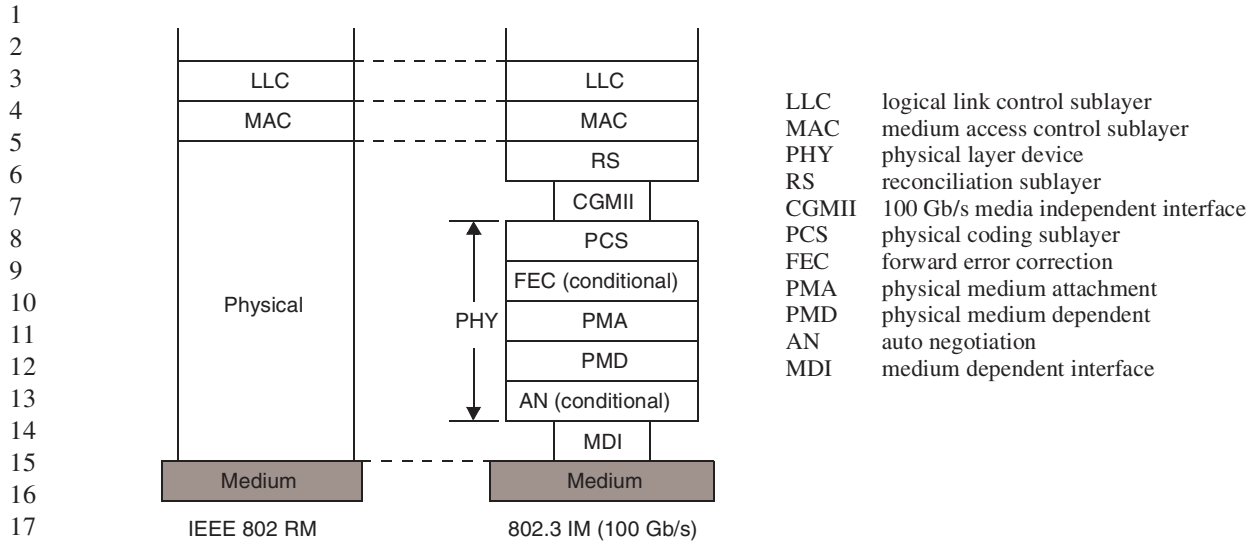 1
2
3
4
5
6
7
8
9
10
11
12
13
14
15
16
17
LLC
MAC
Physical
Medium
IEEE 802 RM
LLC
MAC
RS
CGMII
PHY
PCS
FEC (conditional)
PMA
PMD
AN (conditional)
MDI
Medium
802.3 IM (100 Gb/s)
LLC logical link control sublayer
MAC medium access control sublayer
PHY physical layer device
RS reconciliation sublayer
CGMII 100 Gb/s media independent interface
PCS physical coding sublayer
FEC forward error correction
PMA physical medium attachment
PMD physical medium dependent
AN auto negotiation
MDI medium dependent interface